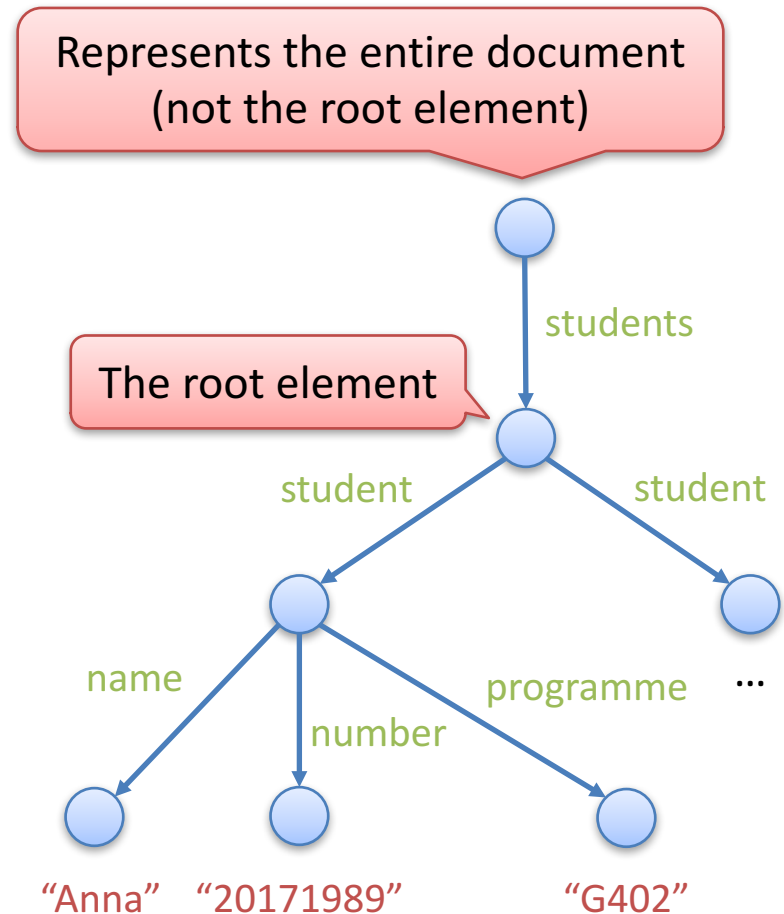 Represents the entire document
(not the root element)
students
The root element
student
student
name
programme
...
number
“Anna”
“20171989”
“G402”